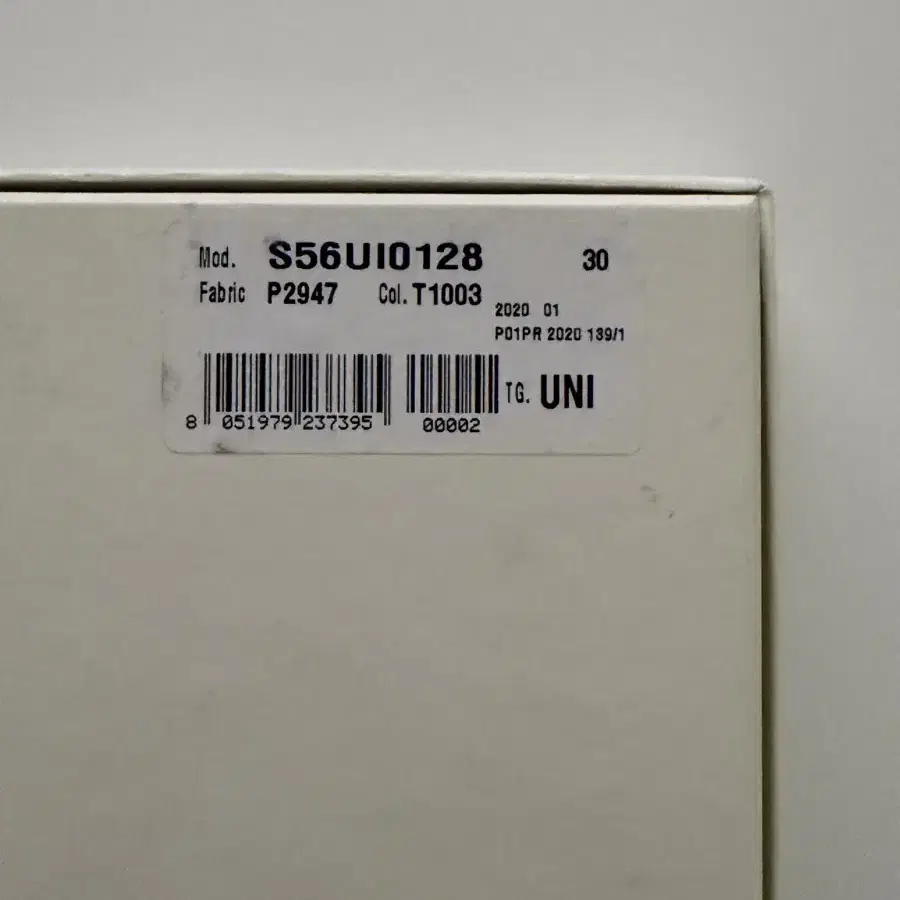 Mod. S56UI0128 30
Fabric P2947 Col. T1003
2020 01
P01PR 2020 139/1
TG. UNI
8 051979 237395 00002